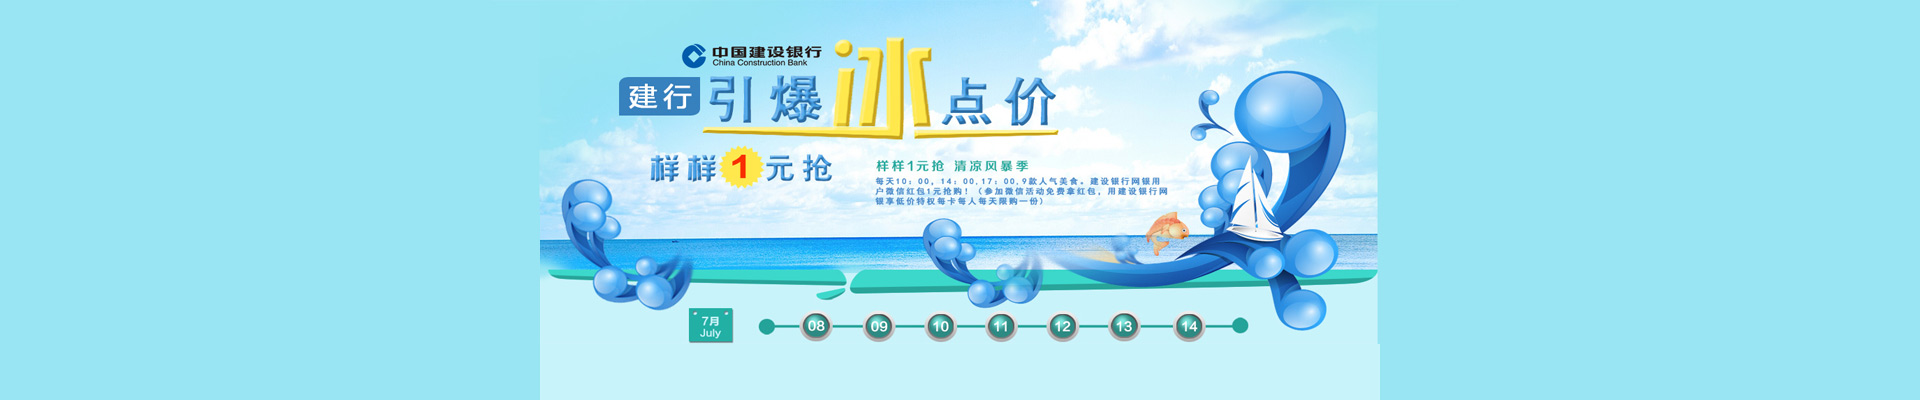 中国建设银行
China Construction Bank
建行 引爆冰点价
样样1元抢
样样1元抢 清凉风暴季
每天10：00，14：00,17：00,9款人气美食。建设银行网银用
户微信红包1元抢购！（参加微信活动免费拿红包，用建设银行网
银享低价特权每卡每人每天限购一份）
7月
July
08 09 10 11 12 13 14